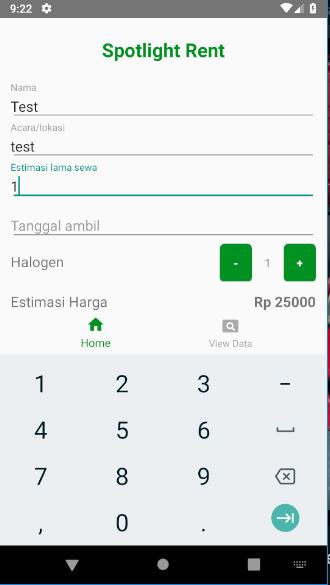 9:22
Spotlight Rent
Nama
Test
Acara/lokasi
test
Estimasi lama sewa
1
Tanggal ambil
Halogen - 1 +
Estimasi Harga Rp 25000
Home View Data
1 2 3 -
4 5 6
7 8 9
, 0 .